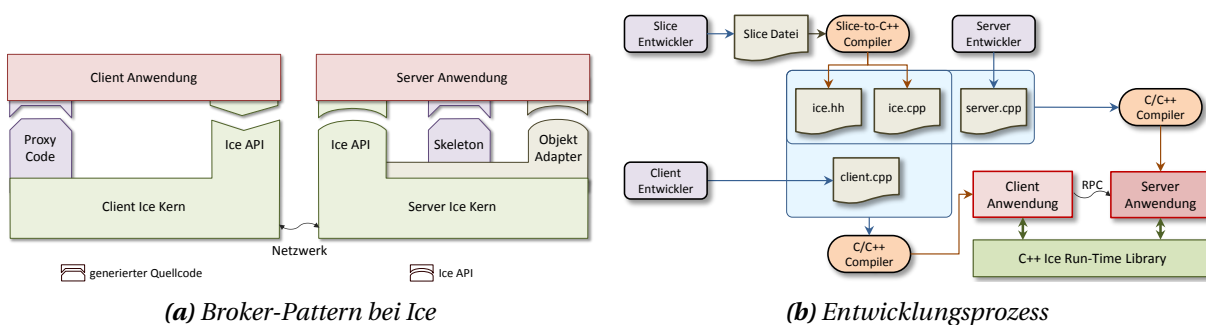 Client Anwendung
Server Anwendung
Proxy
Code
Ice API
Ice API
Skeleton
Objekt
Adapter
Client Ice Kern
Server Ice Kern
Netzwerk
generierter Quellcode
Ice API
(a) Broker-Pattern bei Ice
Slice
Entwickler
Slice Datei
Slice-to-C++
Compiler
Server
Entwickler
ice.hh
ice.cpp
server.cpp
C/C++
Compiler
Client
Entwickler
client.cpp
Client
Anwendung
RPC
Server
Anwendung
C/C++
Compiler
C++ Ice Run-Time Library
(b) Entwicklungsprozess